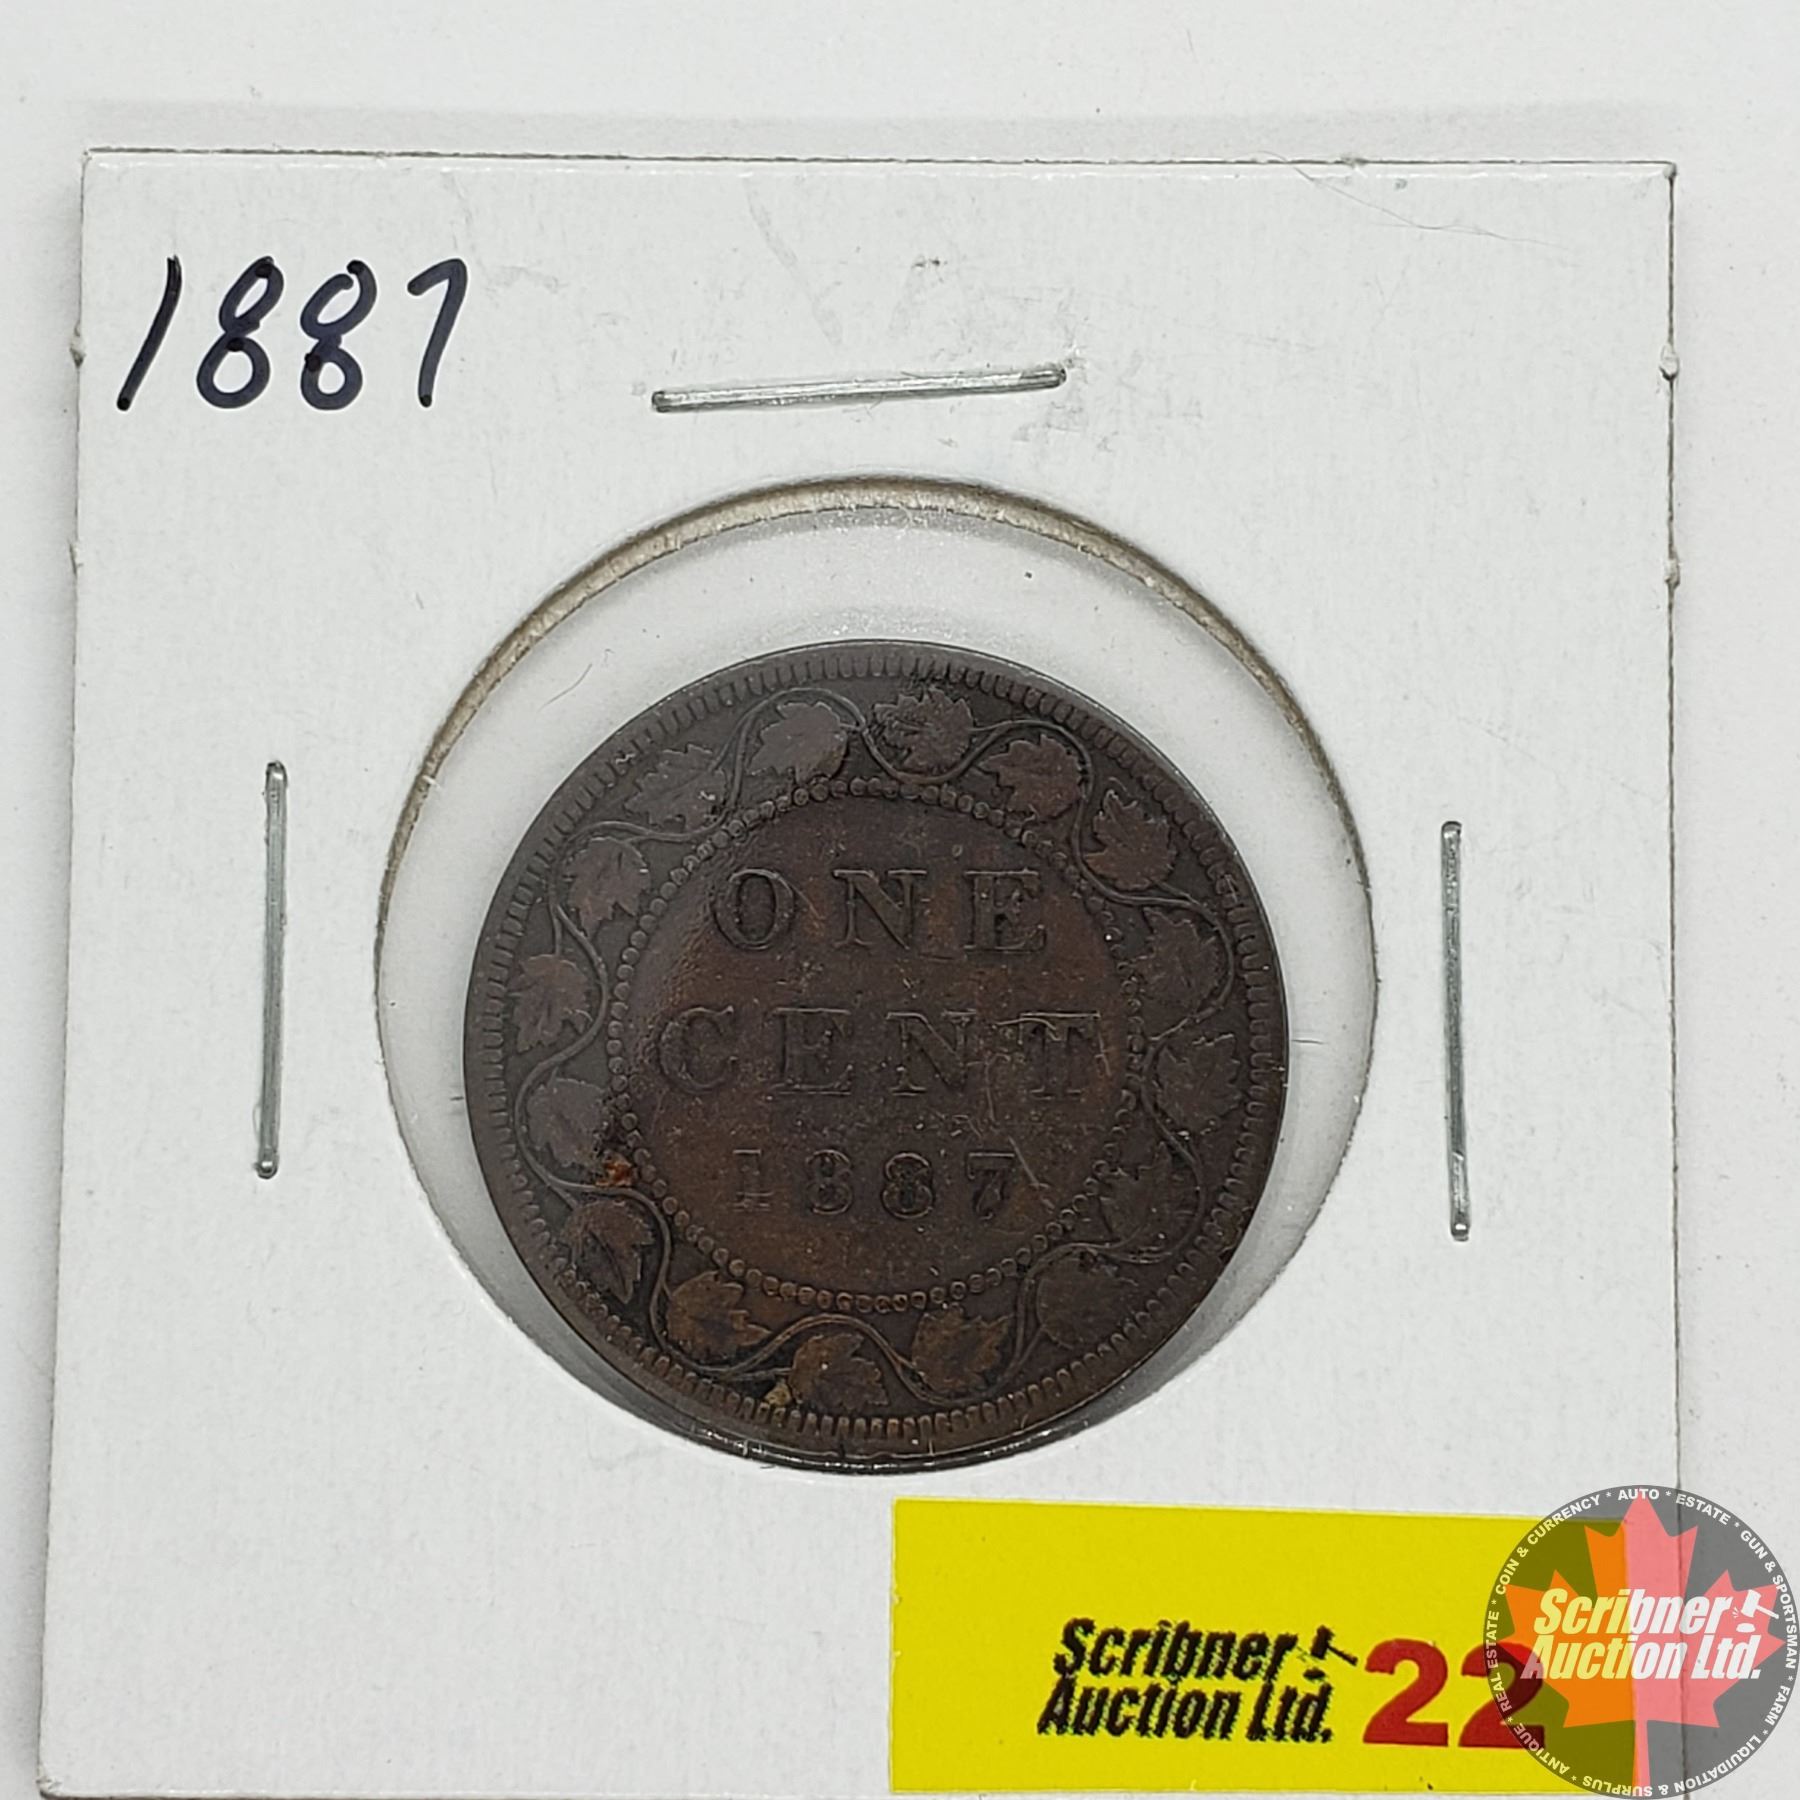 1887
ONE
CENT
1887
Scribner
Auction Ltd.
22
COIN & CURRENCY * AUTO * ESTATE * GUN & SPORTSMAN * FARM * LIQUIDATION & SURPLUS * ANTIQUE * REAL ESTATE *
Scribner
Auction Ltd.